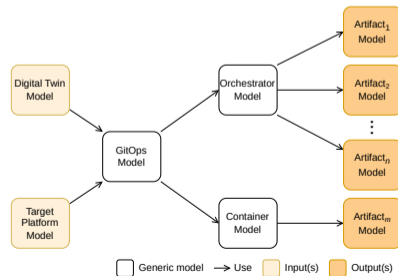 Digital Twin
Model
Target
Platform
Model
GitOps
Model
Orchestrator
Model
Container
Model
Artifact1
Model
Artifact2
Model
⋮
Artifactn
Model
Artifactm
Model
Generic model
Use
Input(s)
Output(s)